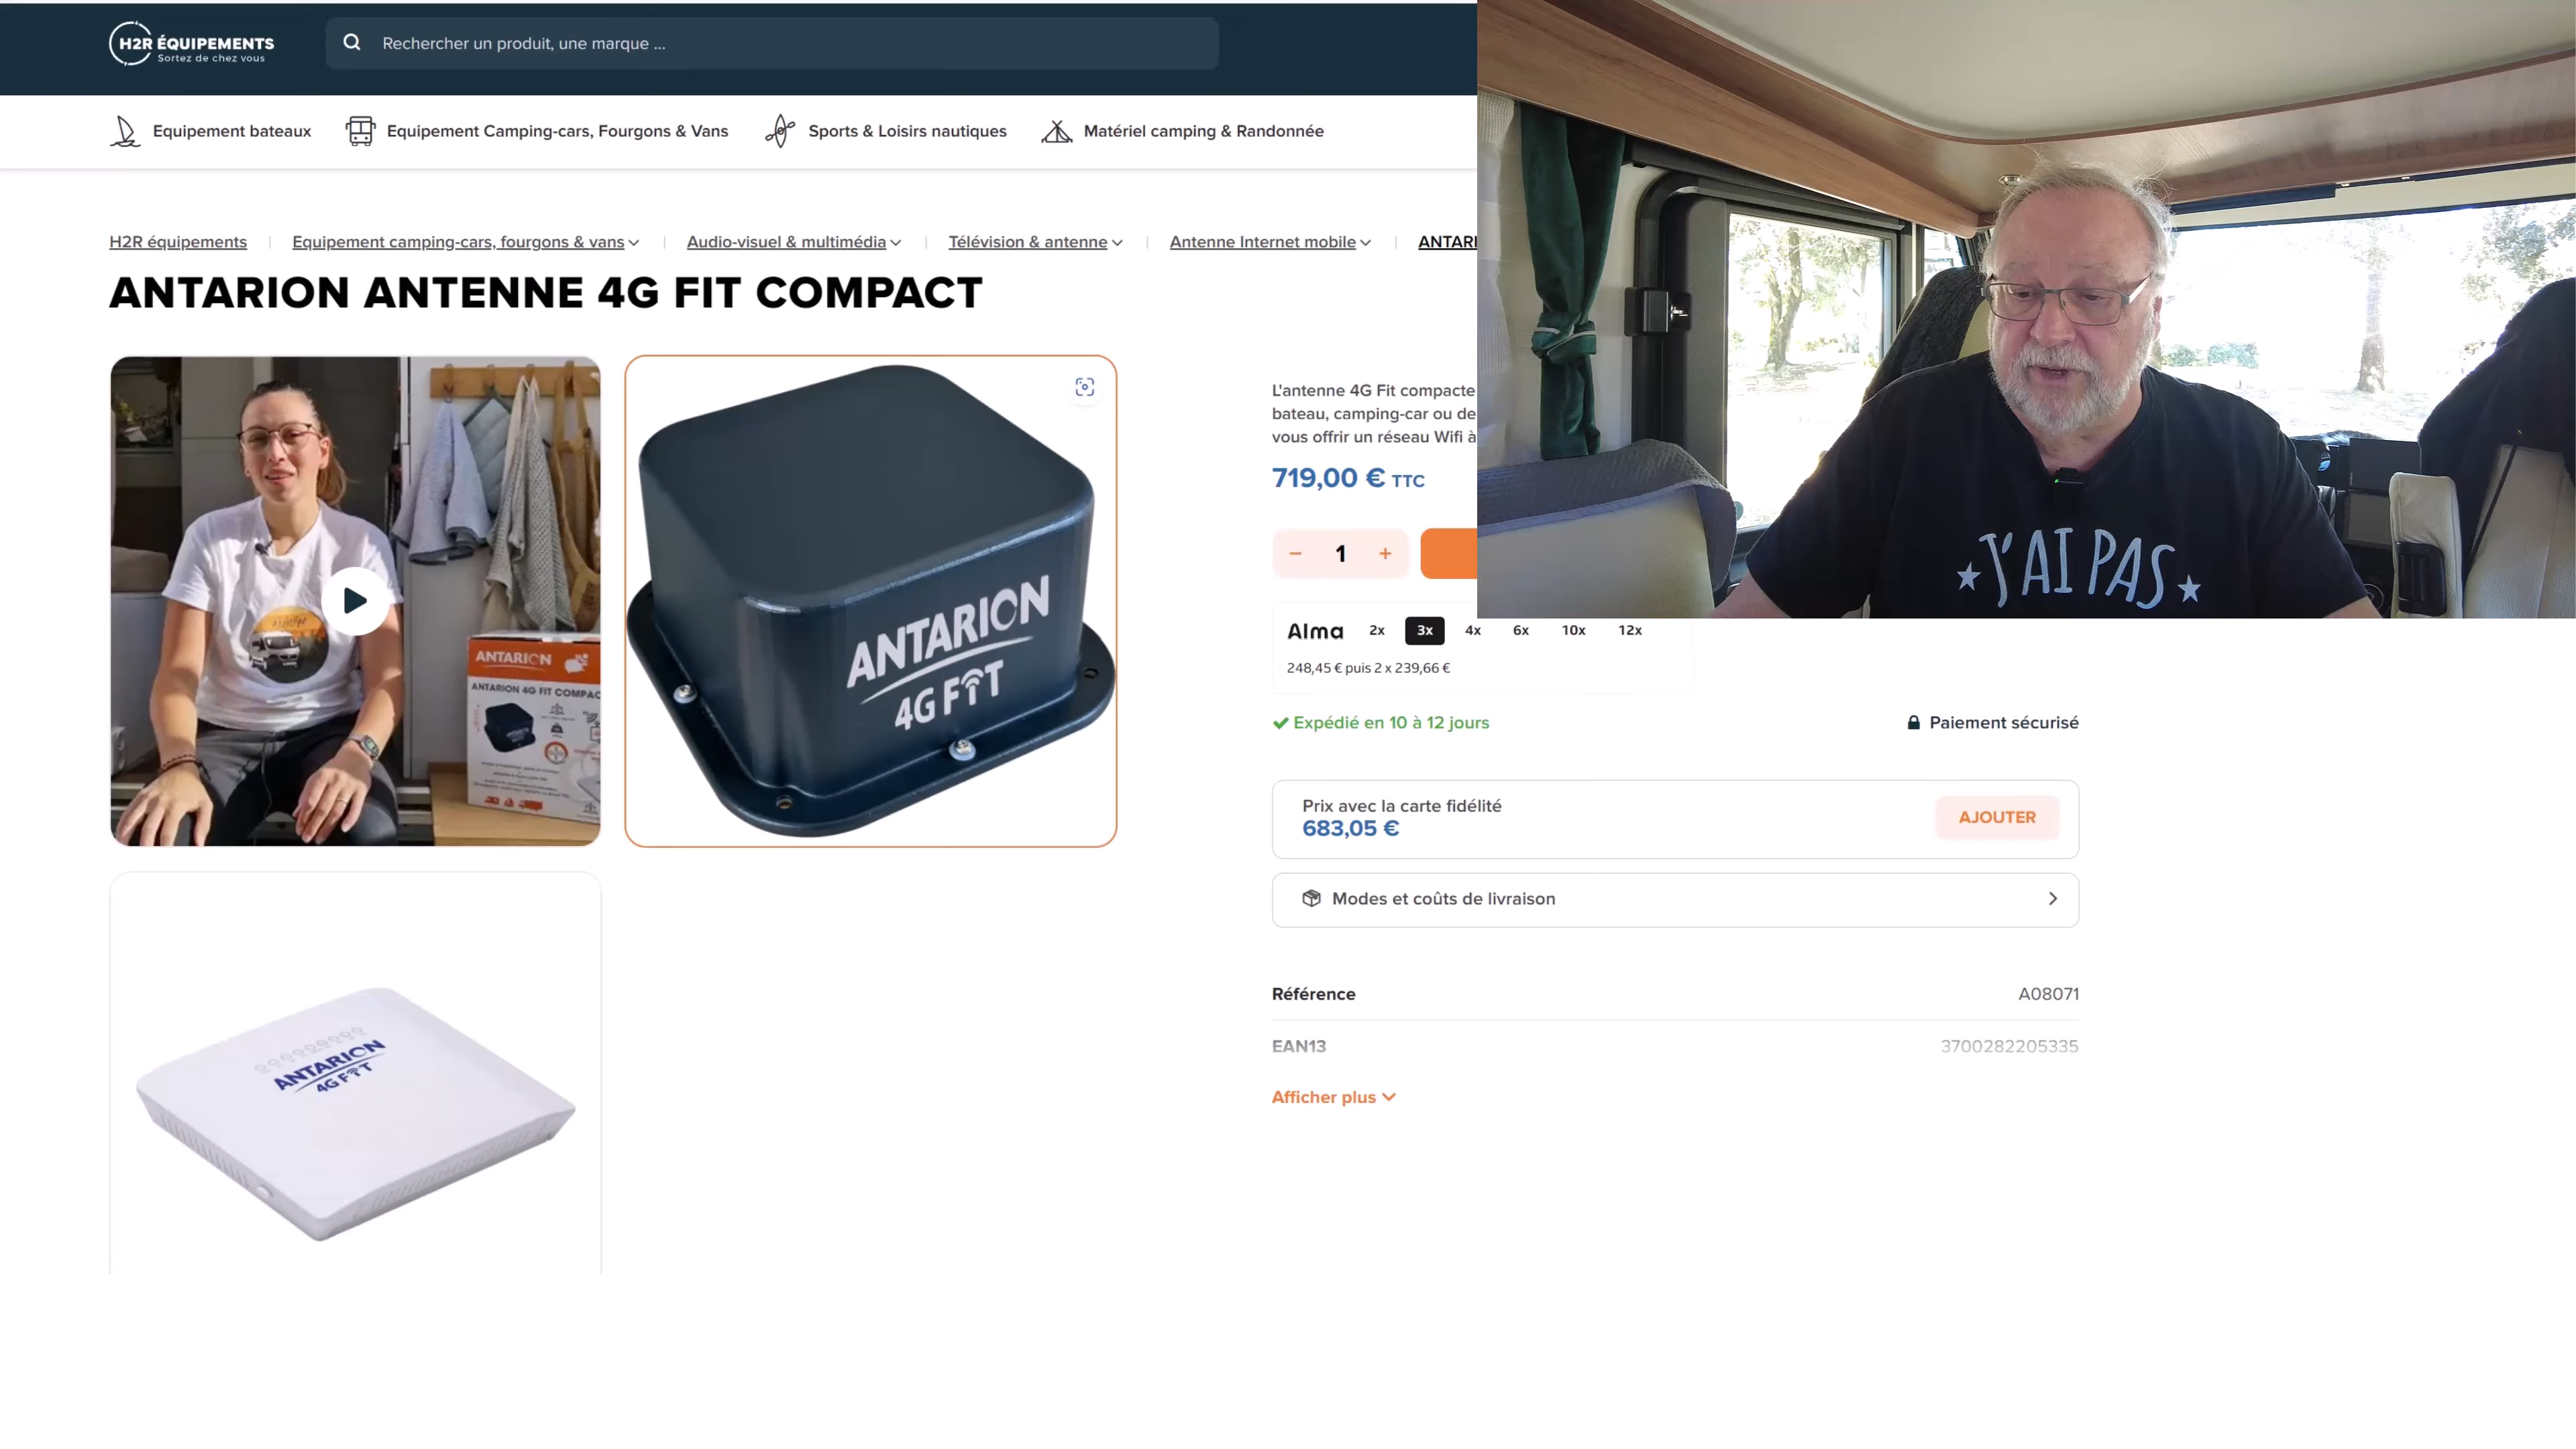 H2R ÉQUIPEMENTS
Sortez de chez vous
Rechercher un produit, une marque ...
Equipement bateaux
Equipement Camping-cars, Fourgons & Vans
Sports & Loisirs nautiques
Matériel camping & Randonnée
H2R équipements
Equipement camping-cars, fourgons & vans
Audio-visuel & multimédia
Télévision & antenne
Antenne Internet mobile
ANTARI
ANTARION ANTENNE 4G FIT COMPACT
ANTARION
ANTARION 4G FIT COMPAC
ANTARION
4G FIT
ANTARION
4G FIT
L'antenne 4G Fit compacte
bateau, camping-car ou de
vous offrir un réseau Wifi à
719,00 € TTC
− 1 +
Alma 2x 3x 4x 6x 10x 12x
248,45 € puis 2 x 239,66 €
Expédié en 10 à 12 jours
Paiement sécurisé
Prix avec la carte fidélité
683,05 €
AJOUTER
Modes et coûts de livraison
Référence A08071
EAN13 3700282205335
Afficher plus
J'AI PAS